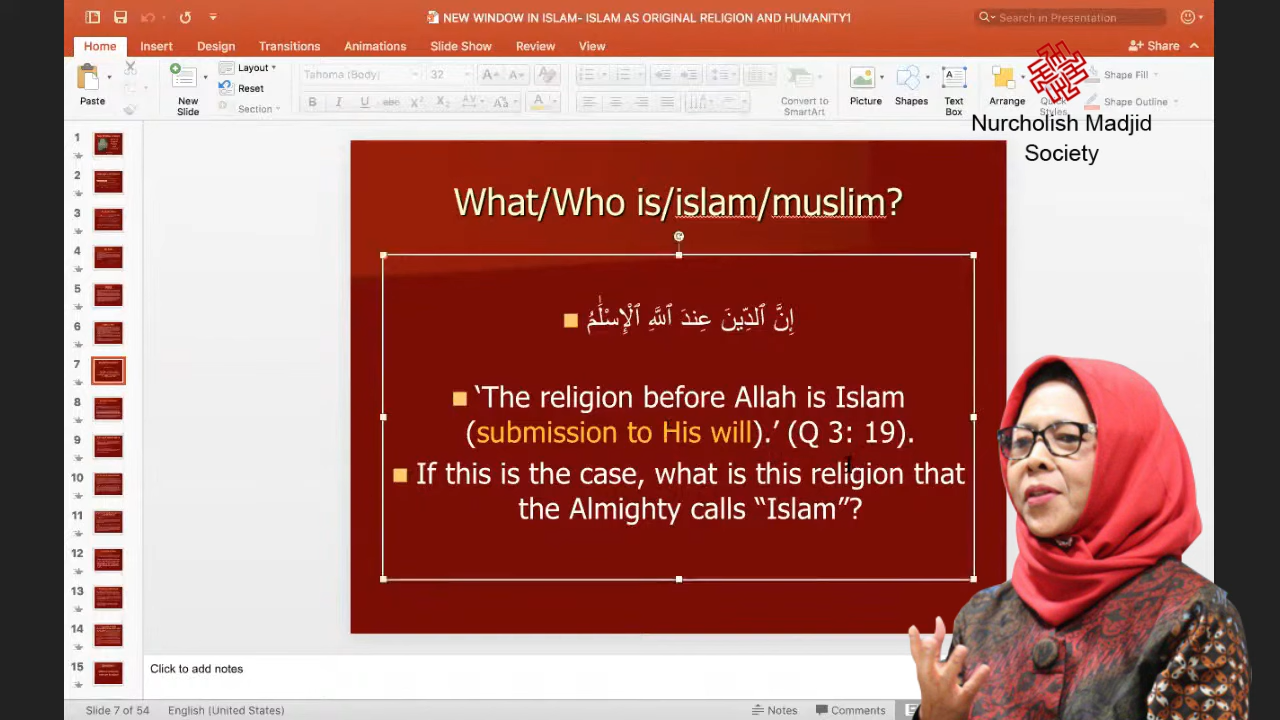 NEW WINDOW IN ISLAM- ISLAM AS ORIGINAL RELIGION AND HUMANITY1
Search in Presentation
Home Insert Design Transitions Animations Slide Show Review View
Share
Paste
New Slide
Layout
Reset
Section
Tahoma (Body) 32
Convert to SmartArt
Picture
Shapes
Text Box
Arrange
Quick Styles
Shape Fill
Shape Outline
Nurcholish Madjid
Society
1
2
3
4
5
6
7
8
9
10
11
12
13
14
15
What/Who is/islam/muslim?
إِنَّ ٱلدِّينَ عِندَ ٱللَّهِ ٱلْإِسْلَٰمُ
‘The religion before Allah is Islam
(submission to His will).’ (Q 3: 19).
If this is the case, what is this religion that
the Almighty calls “Islam”?
Click to add notes
Slide 7 of 54 English (United States)
Notes Comments